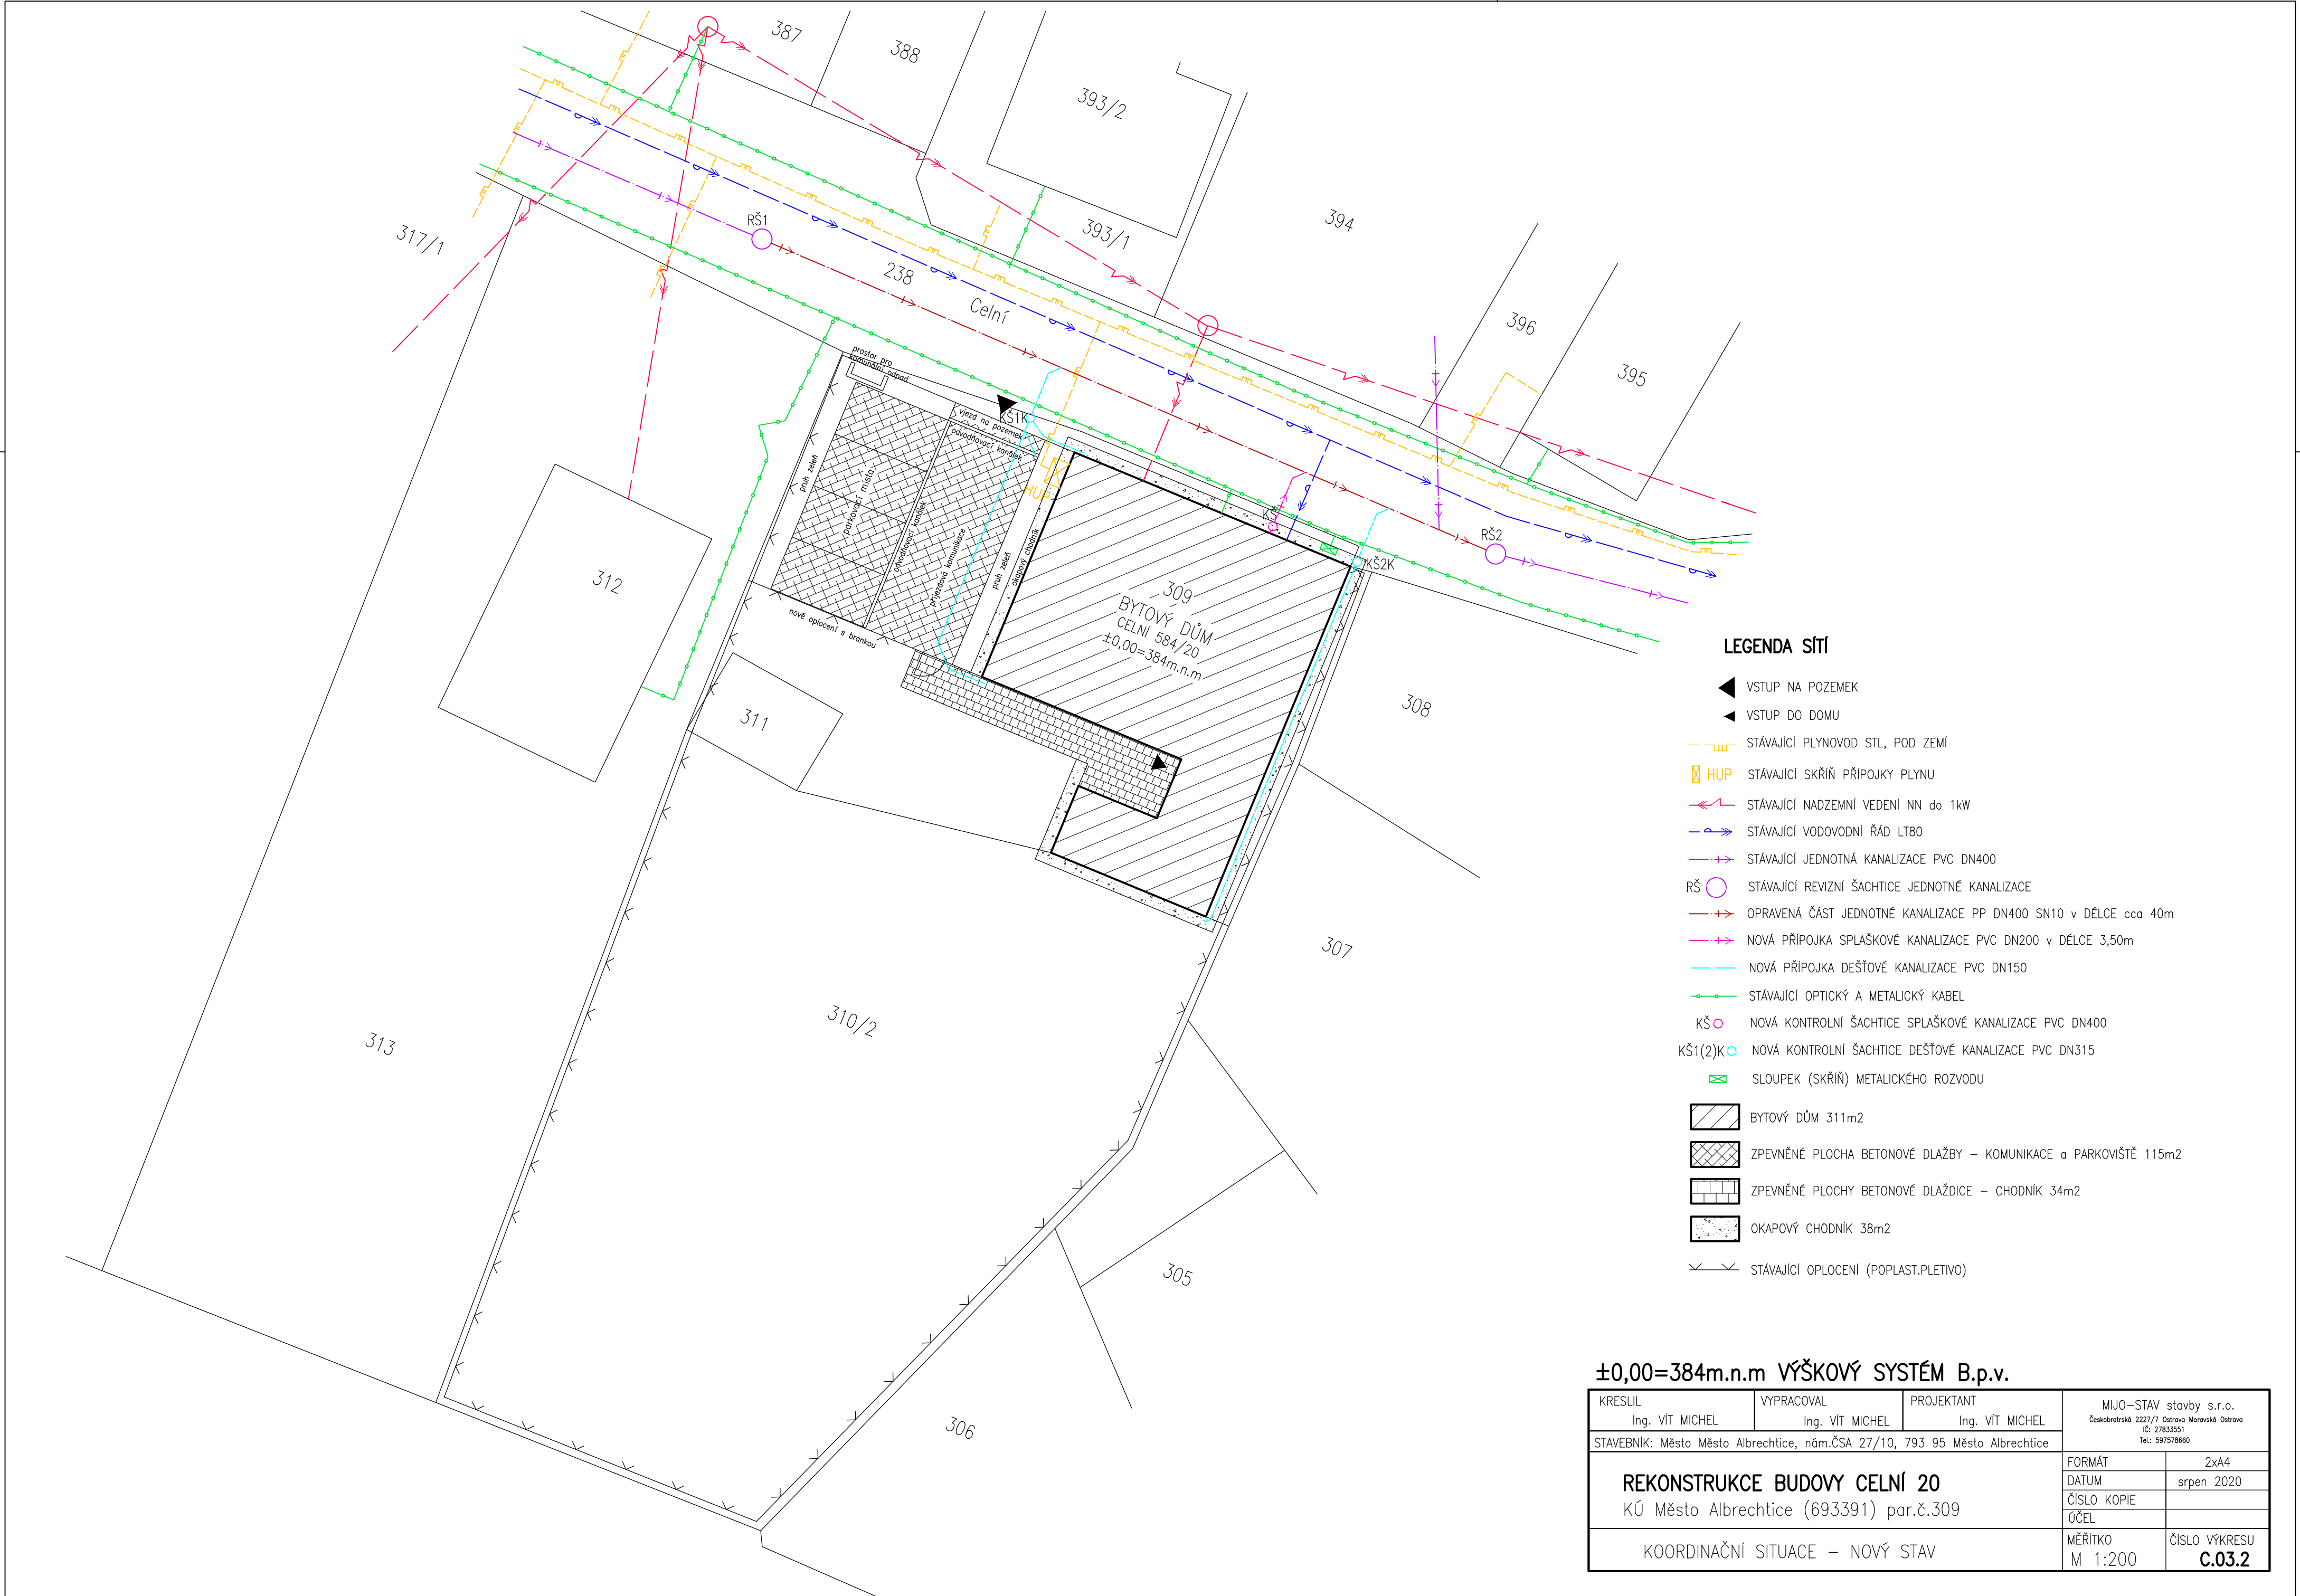 387
388
393/2
394
393/1
317/1
RŠ1
238
Celní
396
395
prostor pro
komunální odpad
KŠ1K
vjezd na pozemek
odvodňovací kanálek
pruh zeleň
parkovací místa
odvodňovací kanálek
příjezdová komunikace
pruh zeleň
okapový chodník
HUP
KŠ
RŠ2
KŠ2K
312
nové oplocení s brankou
309
BYTOVÝ DŮM
CELNÍ 584/20
±0,00=384m.n.m
311
308
307
310/2
313
305
306
LEGENDA SÍTÍ
VSTUP NA POZEMEK
VSTUP DO DOMU
STÁVAJÍCÍ PLYNOVOD STL, POD ZEMÍ
HUP STÁVAJÍCÍ SKŘÍŇ PŘÍPOJKY PLYNU
STÁVAJÍCÍ NADZEMNÍ VEDENÍ NN do 1kW
STÁVAJÍCÍ VODOVODNÍ ŘÁD LT80
STÁVAJÍCÍ JEDNOTNÁ KANALIZACE PVC DN400
RŠ STÁVAJÍCÍ REVIZNÍ ŠACHTICE JEDNOTNÉ KANALIZACE
OPRAVENÁ ČÁST JEDNOTNÉ KANALIZACE PP DN400 SN10 v DÉLCE cca 40m
NOVÁ PŘÍPOJKA SPLAŠKOVÉ KANALIZACE PVC DN200 v DÉLCE 3,50m
NOVÁ PŘÍPOJKA DEŠŤOVÉ KANALIZACE PVC DN150
STÁVAJÍCÍ OPTICKÝ A METALICKÝ KABEL
KŠ NOVÁ KONTROLNÍ ŠACHTICE SPLAŠKOVÉ KANALIZACE PVC DN400
KŠ1(2)K NOVÁ KONTROLNÍ ŠACHTICE DEŠŤOVÉ KANALIZACE PVC DN315
SLOUPEK (SKŘÍŇ) METALICKÉHO ROZVODU
BYTOVÝ DŮM 311m2
ZPEVNĚNÉ PLOCHA BETONOVÉ DLAŽBY – KOMUNIKACE a PARKOVIŠTĚ 115m2
ZPEVNĚNÉ PLOCHY BETONOVÉ DLAŽDICE – CHODNÍK 34m2
OKAPOVÝ CHODNÍK 38m2
STÁVAJÍCÍ OPLOCENÍ (POPLAST.PLETIVO)
±0,00=384m.n.m VÝŠKOVÝ SYSTÉM B.p.v.
KRESLIL VYPRACOVAL PROJEKTANT
Ing. VÍT MICHEL Ing. VÍT MICHEL Ing. VÍT MICHEL
MIJO–STAV stavby s.r.o.
Českobratrská 2227/7 Ostrava Moravská Ostrava
IČ: 27833551
Tel.: 597578660
STAVEBNÍK: Město Město Albrechtice, nám.ČSA 27/10, 793 95 Město Albrechtice
REKONSTRUKCE BUDOVY CELNÍ 20
KÚ Město Albrechtice (693391) par.č.309
FORMÁT 2xA4
DATUM srpen 2020
ČÍSLO KOPIE
ÚČEL
KOORDINAČNÍ SITUACE – NOVÝ STAV
MĚŘÍTKO ČÍSLO VÝKRESU
M 1:200 C.03.2